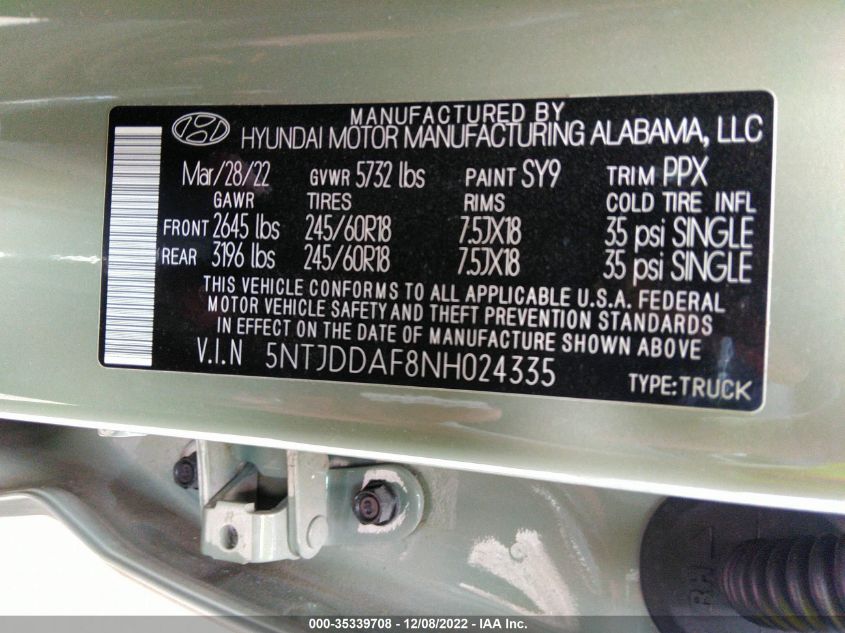 MANUFACTURED BY
HYUNDAI MOTOR MANUFACTURING ALABAMA, LLC
Mar/28/22 GVWR 5732 lbs PAINT SY9 TRIM PPX
GAWR TIRES RIMS COLD TIRE INFL
FRONT 2645 lbs 245/60R18 7.5JX18 35 psi SINGLE
REAR 3196 lbs 245/60R18 7.5JX18 35 psi SINGLE
THIS VEHICLE CONFORMS TO ALL APPLICABLE U.S.A. FEDERAL
MOTOR VEHICLE SAFETY AND THEFT PREVENTION STANDARDS
IN EFFECT ON THE DATE OF MANUFACTURE SHOWN ABOVE
V.I.N 5NTJDDAF8NH024335
TYPE:TRUCK
RH
000-35339708 - 12/08/2022 - IAA Inc.